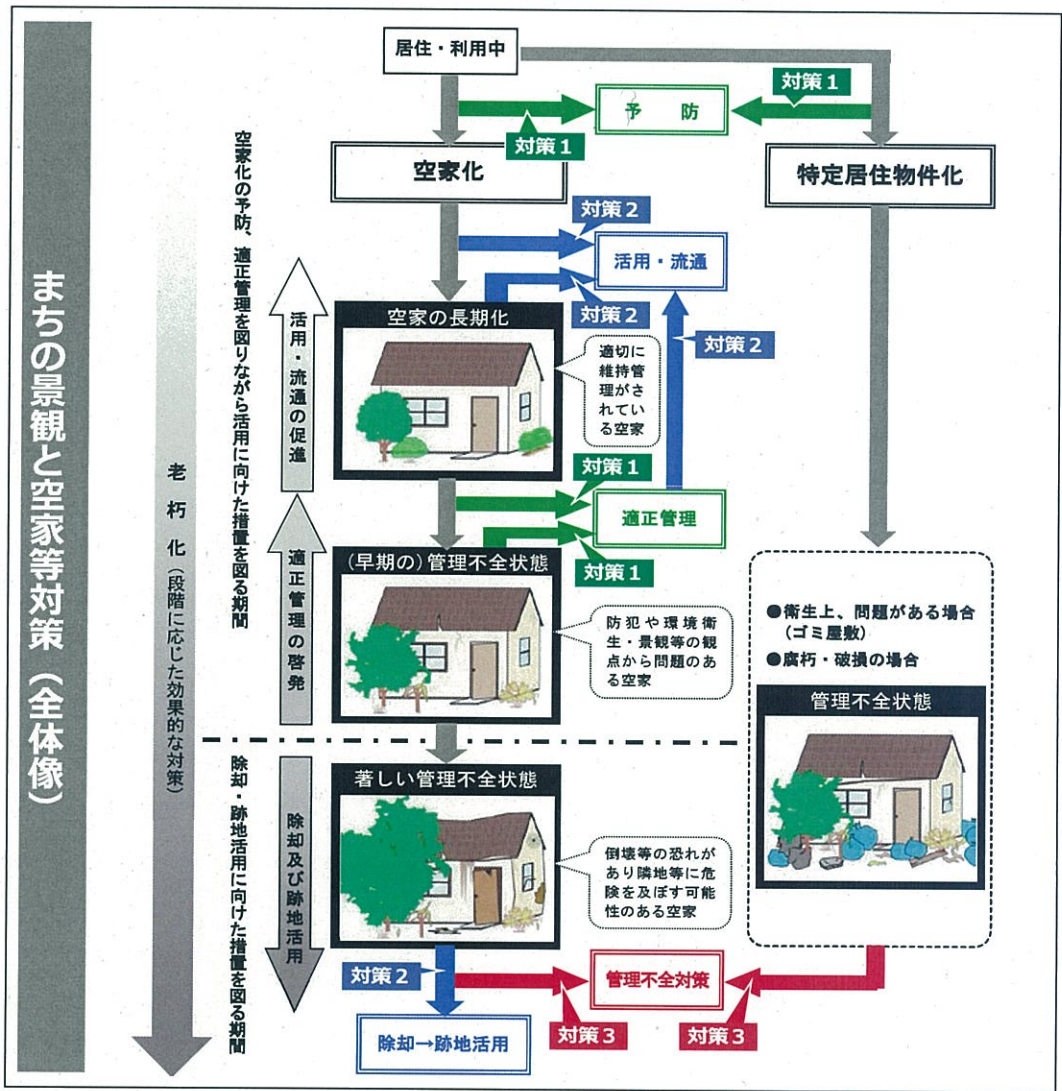 まちの景観と空家等対策（全体像）
老朽化（段階に応じた効果的な対策）
空家化の予防、適正管理を図りながら活用に向けた措置を図る期間
除却・跡地活用に向けた措置を図る期間
活用・流通の促進
適正管理の啓発
除却及び跡地活用
居住・利用中
対策１
予　防
対策１
空家化
特定居住物件化
対策２
活用・流通
対策２
対策２
空家の長期化
適切に
維持管
理がさ
れてい
る空家
対策１
適正管理
対策１
(早期の)管理不全状態
防犯や環境衛
生・景観等の観
点から問題のあ
る空家
●衛生上、問題がある場合
（ゴミ屋敷）
●腐朽・破損の場合
管理不全状態
著しい管理不全状態
倒壊等の恐れが
あり隣地等に危
険を及ぼす可能
性のある空家
対策２
管理不全対策
対策３
対策３
除却→跡地活用